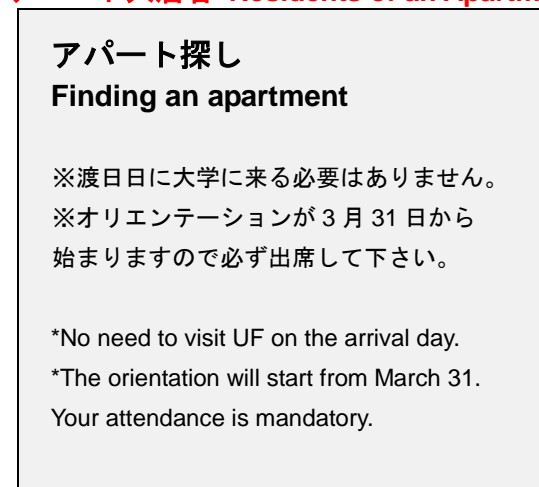 Residents of an
アパート探し
Finding an apartment
※渡日日に大学に来る必要はありません。
※オリエンテーションが 3 月 31 日から
始まりますので必ず出席して下さい。
*No need to visit UF on the arrival day.
*The orientation will start from March 31.
Your attendance is mandatory.